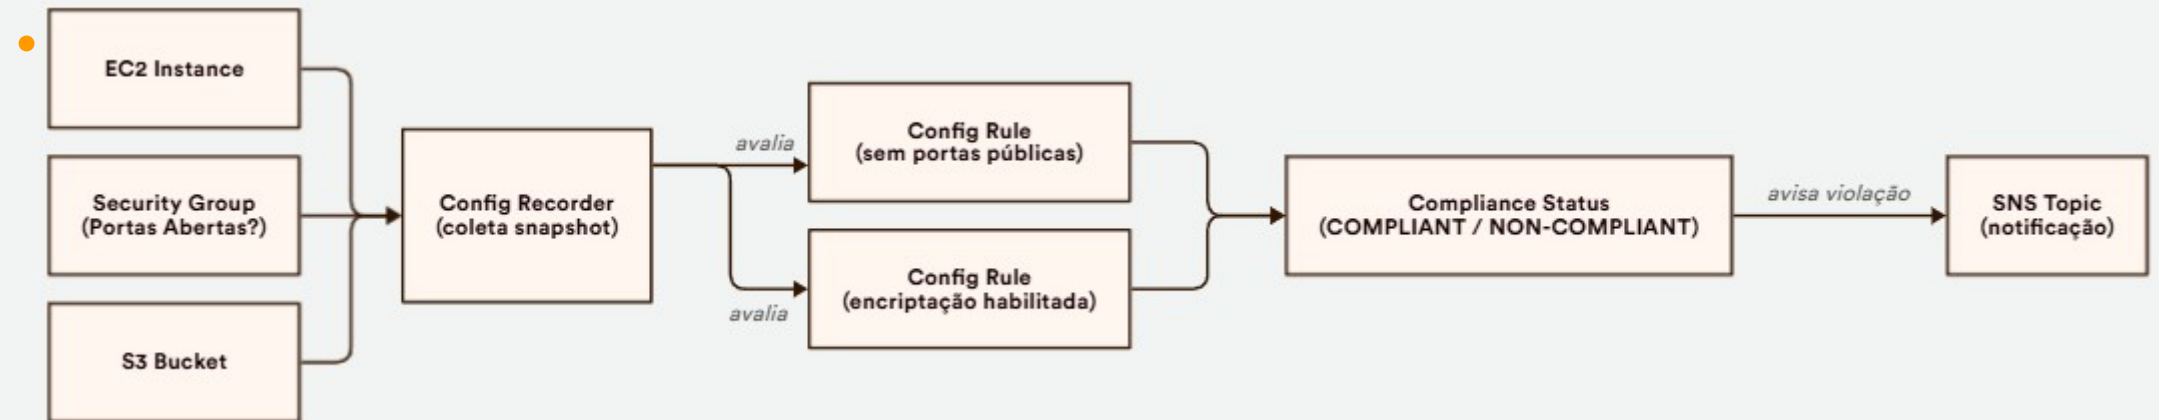 EC2 Instance
Security Group
(Portas Abertas?)
S3 Bucket
Config Recorder
(coleta snapshot)
avalia
avalia
Config Rule
(sem portas públicas)
Config Rule
(encriptação habilitada)
Compliance Status
(COMPLIANT / NON-COMPLIANT)
avisa violação
SNS Topic
(notificação)